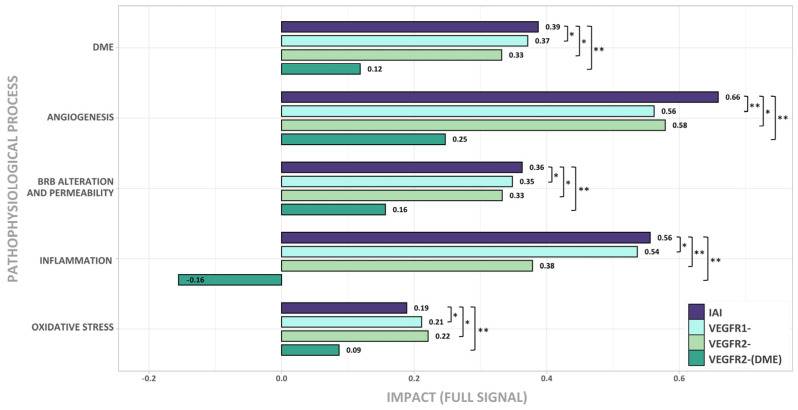 PATHOPHYSIOLOGICAL PROCESS
DME
0.39
0.37
0.33
0.12
*
*
**
ANGIOGENESIS
0.66
0.56
0.58
0.25
**
*
**
BRB ALTERATION
AND PERMEABILITY
0.36
0.35
0.33
0.16
*
*
**
INFLAMMATION
0.56
0.54
0.38
-0.16
*
**
**
OXIDATIVE STRESS
0.19
0.21
0.22
0.09
*
*
**
IAI
VEGFR1-
VEGFR2-
VEGFR2-(DME)
-0.2 0.0 0.2 0.4 0.6
IMPACT (FULL SIGNAL)